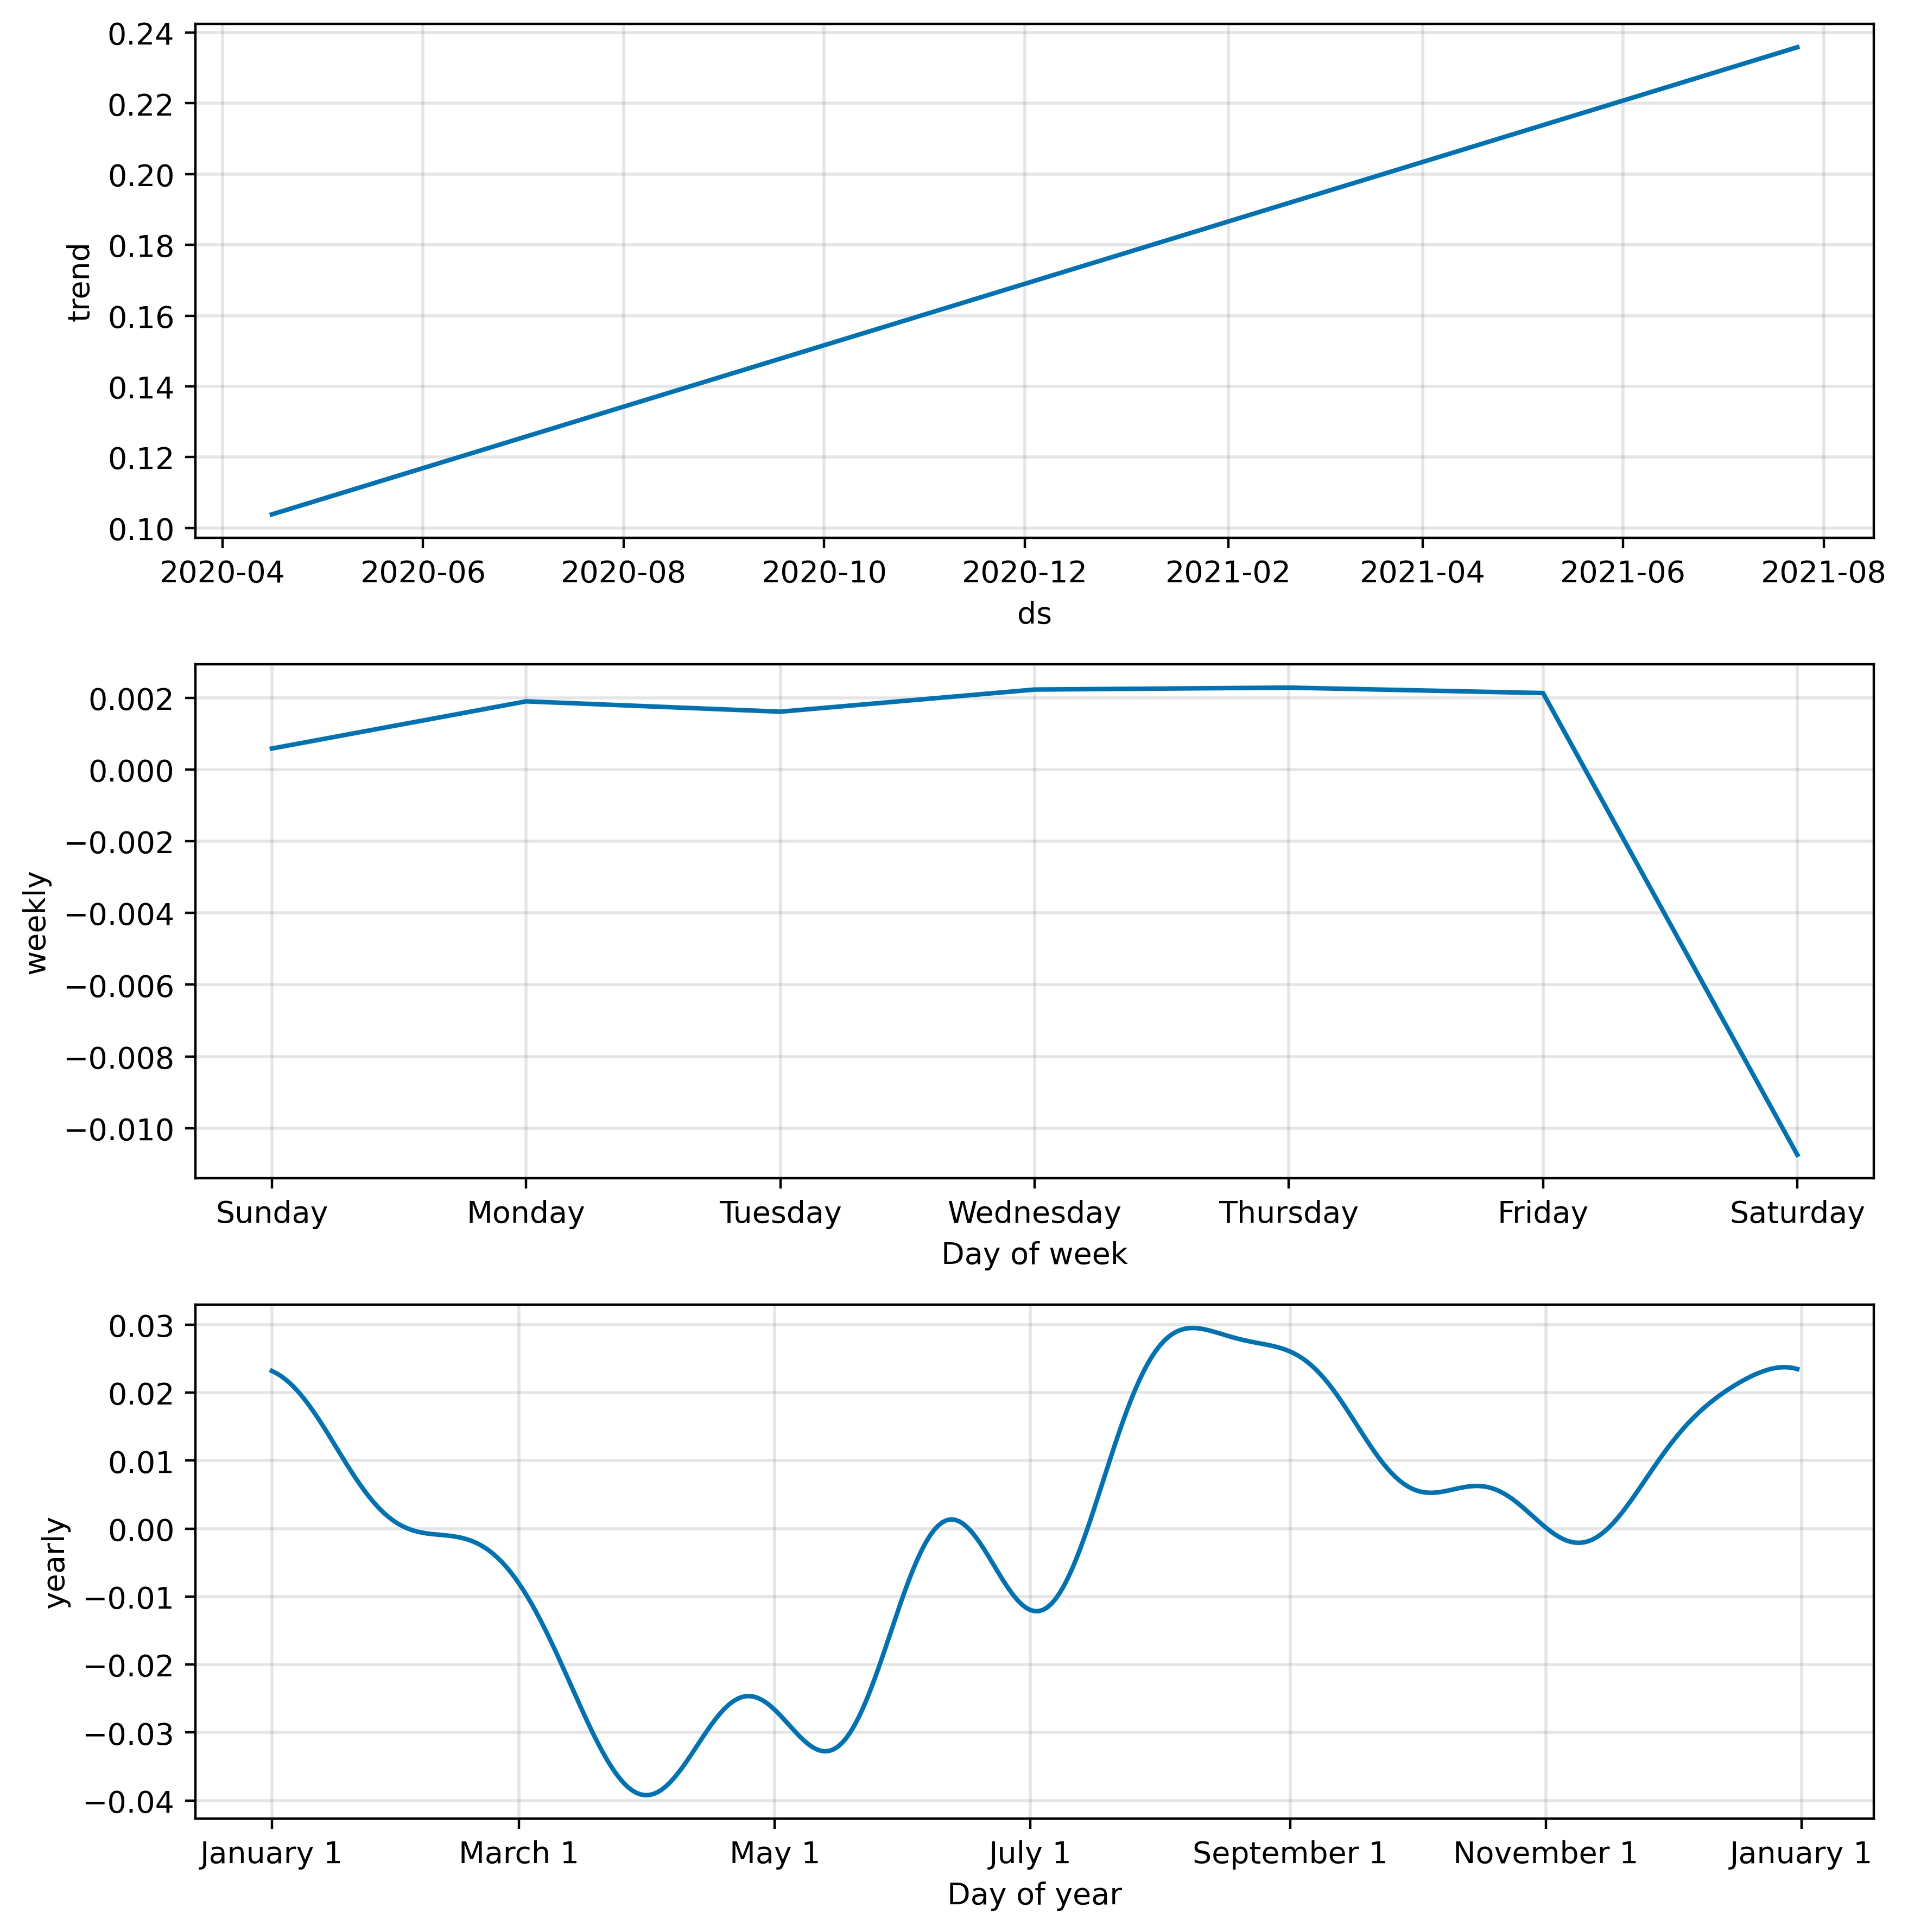 0.24
0.22
0.20
0.18
0.16
0.14
0.12
0.10
trend
2020-04 2020-06 2020-08 2020-10 2020-12 2021-02 2021-04 2021-06 2021-08
ds
0.002
0.000
−0.002
−0.004
−0.006
−0.008
−0.010
weekly
Sunday Monday Tuesday Wednesday Thursday Friday Saturday
Day of week
0.03
0.02
0.01
0.00
−0.01
−0.02
−0.03
−0.04
yearly
January 1 March 1 May 1 July 1 September 1 November 1 January 1
Day of year